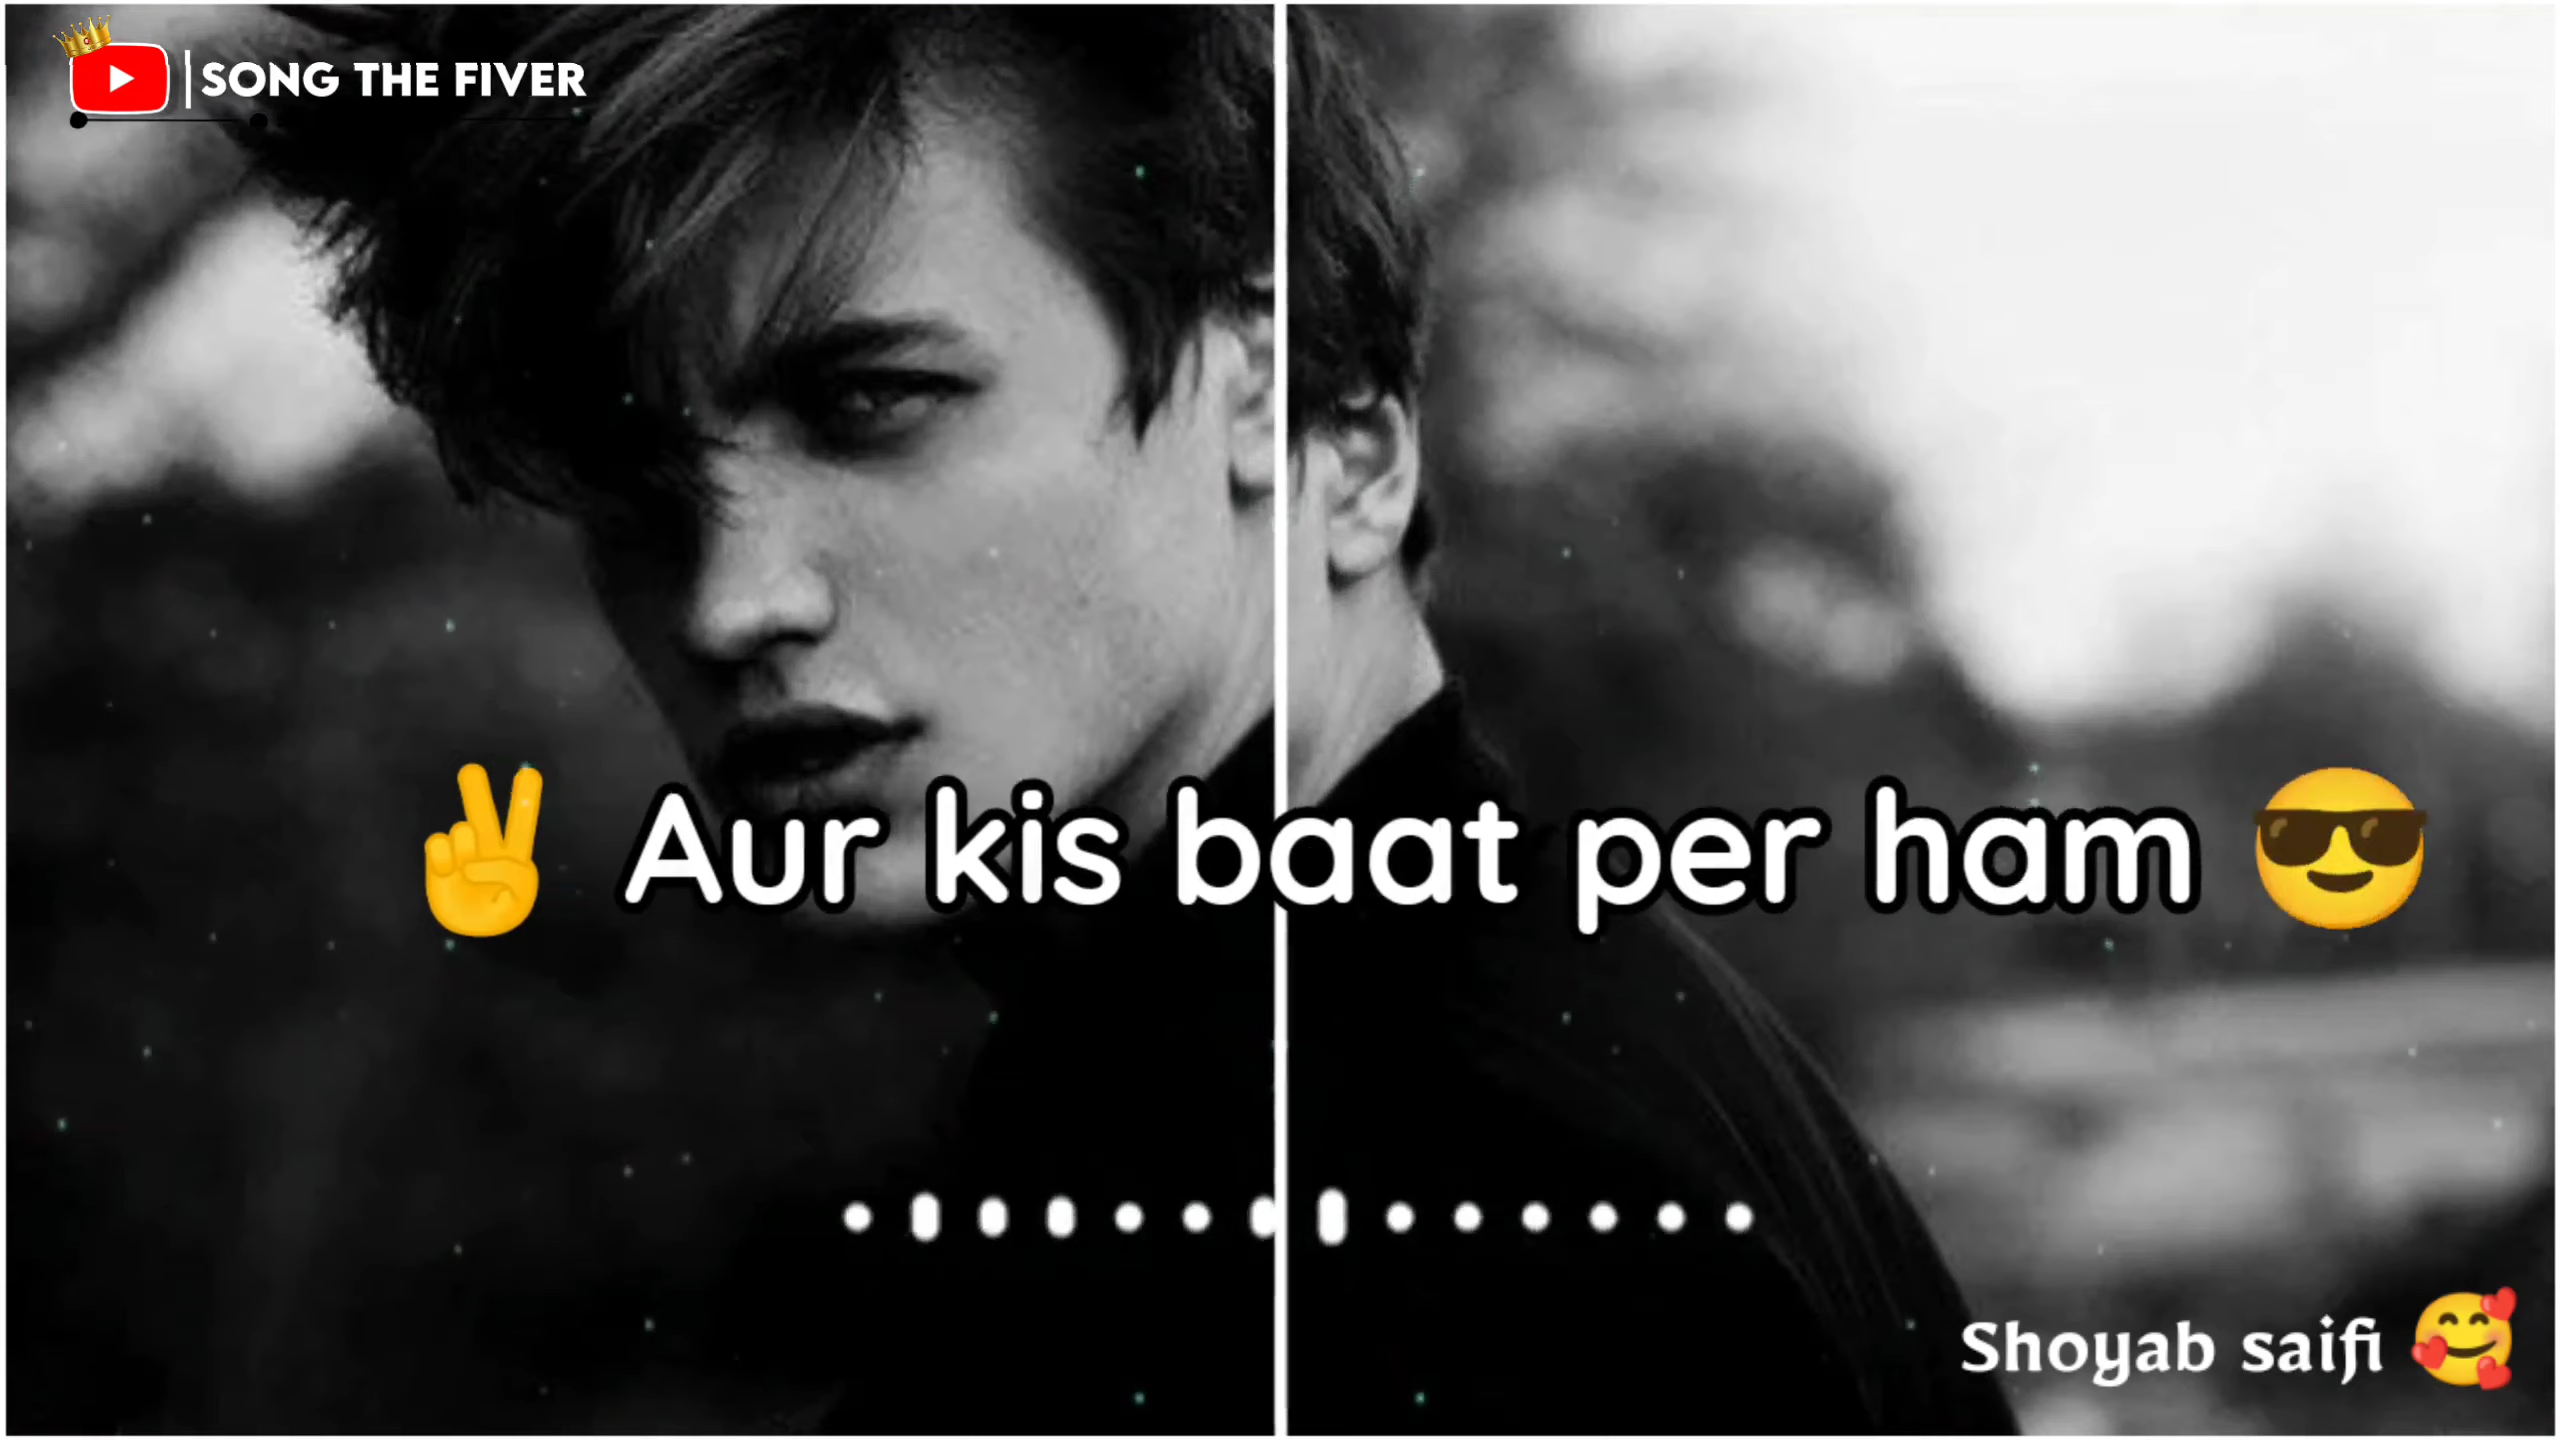 SONG THE FIVER
✌️ Aur kis baat per ham 😎
Shoyab saifi 🥰